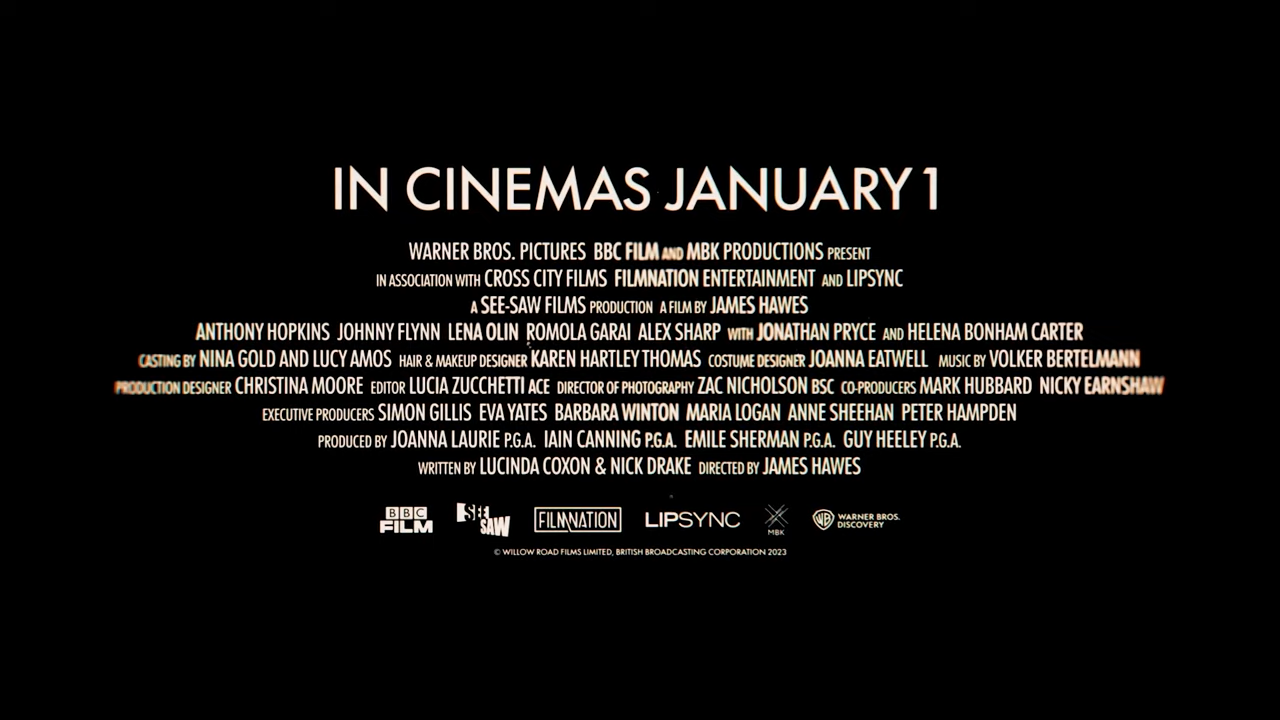 IN CINEMAS JANUARY 1
WARNER BROS. PICTURES BBC FILM AND MBK PRODUCTIONS PRESENT
IN ASSOCIATION WITH CROSS CITY FILMS FILMNATION ENTERTAINMENT AND LIPSYNC
A SEE-SAW FILMS PRODUCTION A FILM BY JAMES HAWES
ANTHONY HOPKINS JOHNNY FLYNN LENA OLIN ROMOLA GARAI ALEX SHARP WITH JONATHAN PRYCE AND HELENA BONHAM CARTER
CASTING BY NINA GOLD AND LUCY AMOS HAIR & MAKEUP DESIGNER KAREN HARTLEY THOMAS COSTUME DESIGNER JOANNA EATWELL MUSIC BY VOLKER BERTELMANN
PRODUCTION DESIGNER CHRISTINA MOORE EDITOR LUCIA ZUCCHETTI ACE DIRECTOR OF PHOTOGRAPHY ZAC NICHOLSON BSC CO-PRODUCERS MARK HUBBARD NICKY EARNSHAW
EXECUTIVE PRODUCERS SIMON GILLIS EVA YATES BARBARA WINTON MARIA LOGAN ANNE SHEEHAN PETER HAMPDEN
PRODUCED BY JOANNA LAURIE P.G.A. IAIN CANNING P.G.A. EMILE SHERMAN P.G.A. GUY HEELEY P.G.A.
WRITTEN BY LUCINDA COXON & NICK DRAKE DIRECTED BY JAMES HAWES
BBC FILM SEE SAW FILMNATION LIPSYNC MBK WB WARNER BROS. DISCOVERY
© WILLOW ROAD FILMS LIMITED, BRITISH BROADCASTING CORPORATION 2023